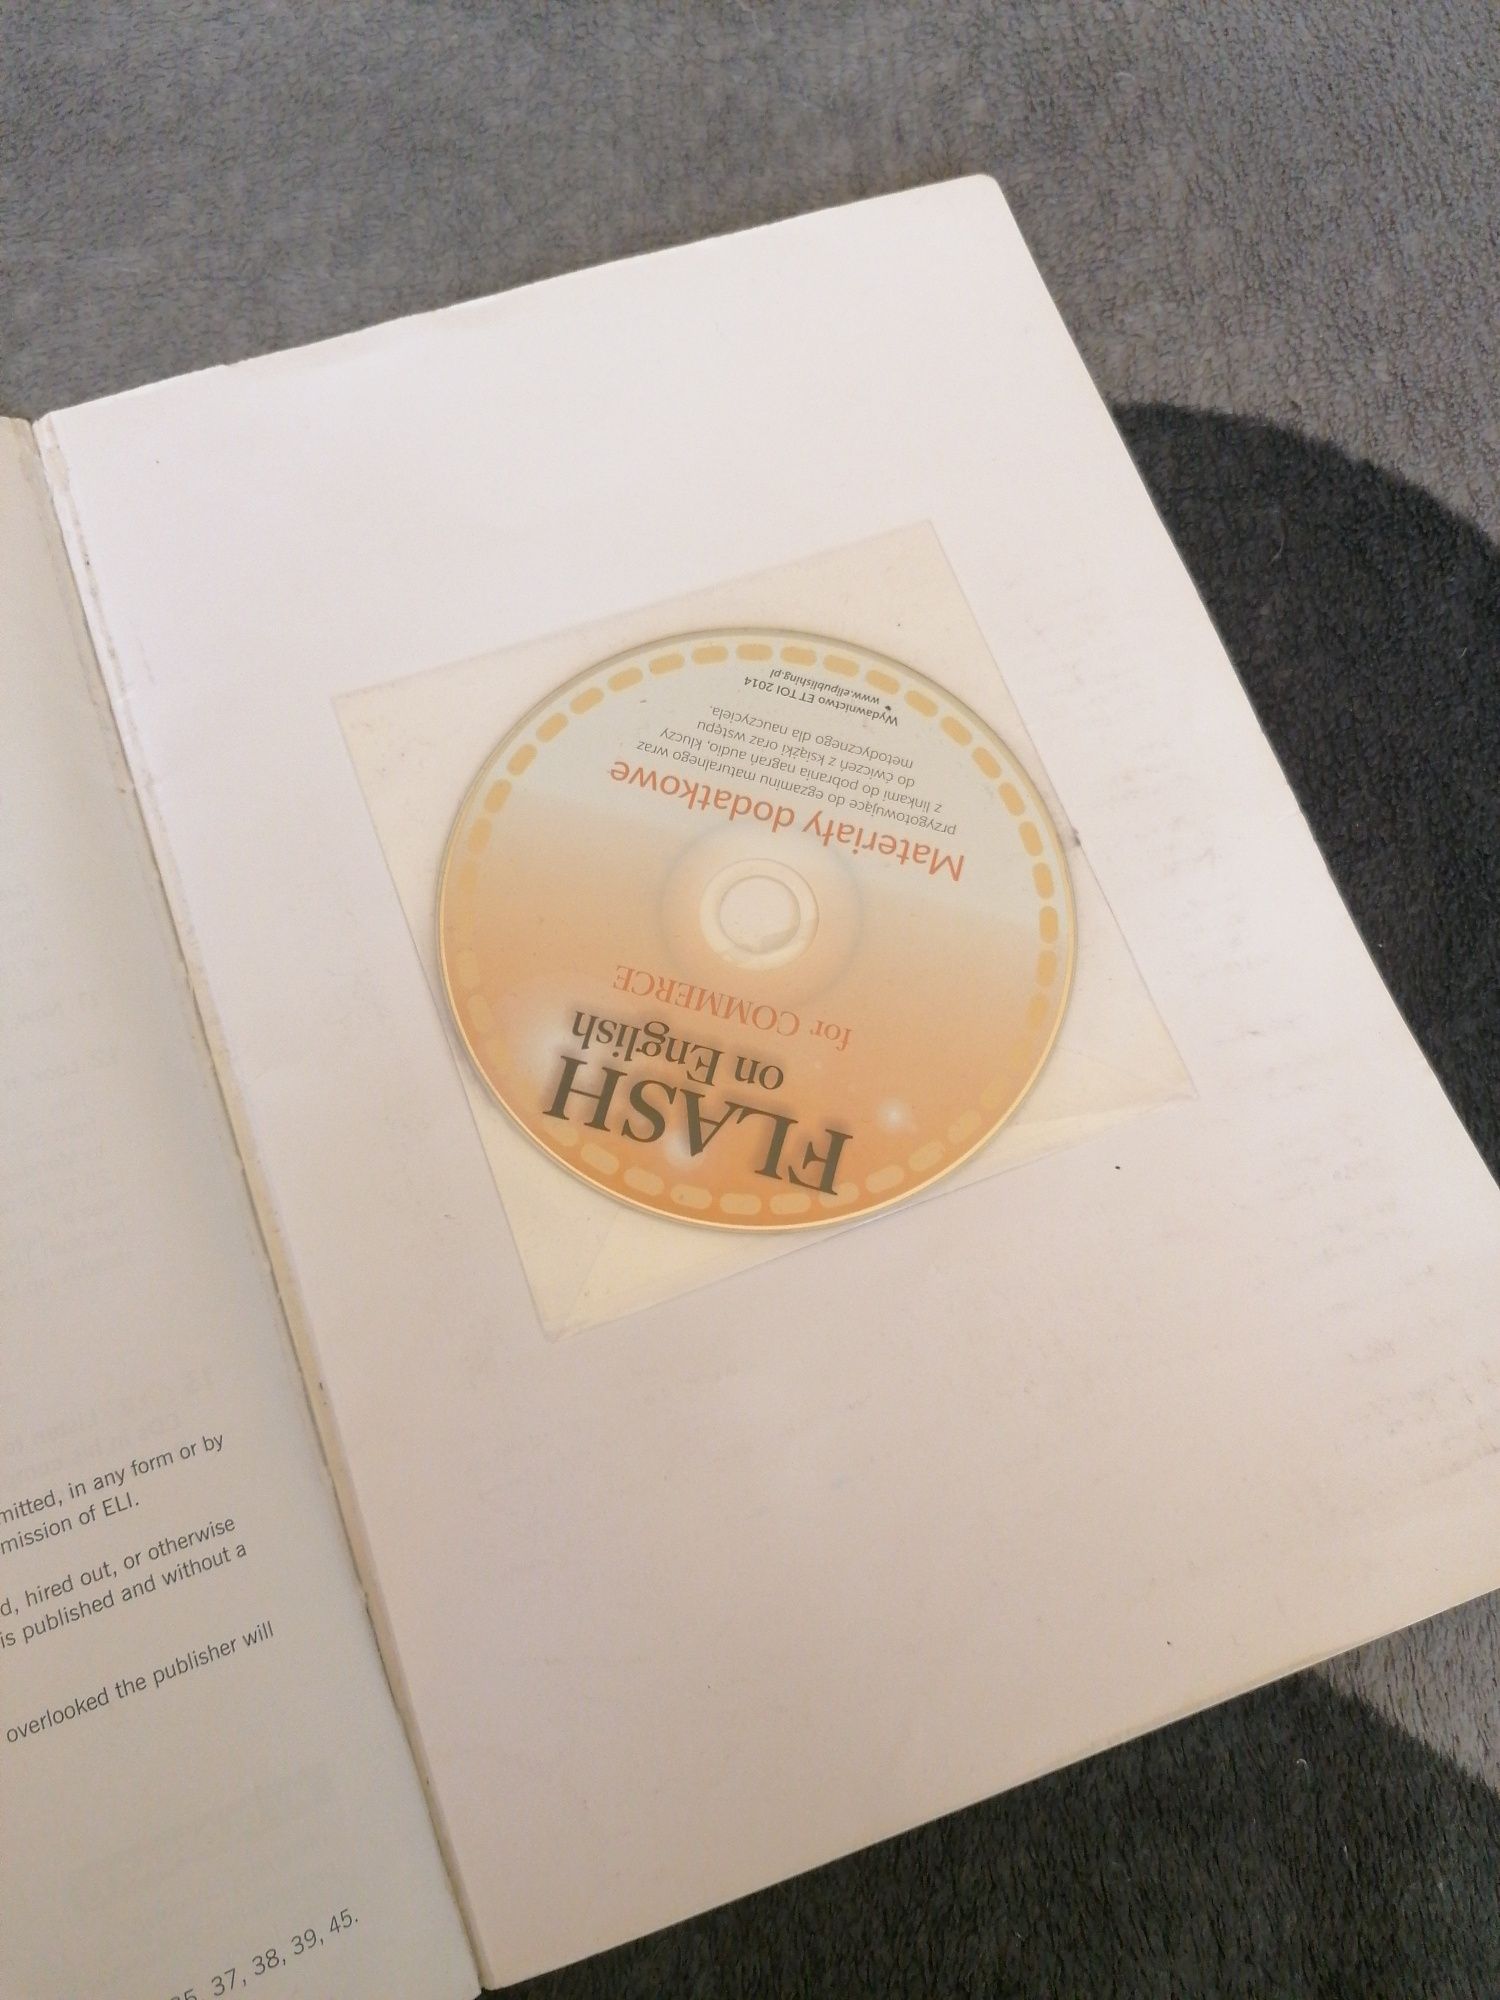 FLASH
on English
for COMMERCE
Materiały dodatkowe
przygotowujące do egzaminu maturalnego wraz
z linkami do pobrania nagrań audio, kluczy
do ćwiczeń z książki oraz wstępu
metodycznego dla nauczyciela.
Wydawnictwo ET TOI 2014
• www.elipublishing.pl
mitted, in any form or by
mission of ELI.
d, hired out, or otherwise
is published and without a
overlooked the publisher will
35, 37, 38, 39, 45.